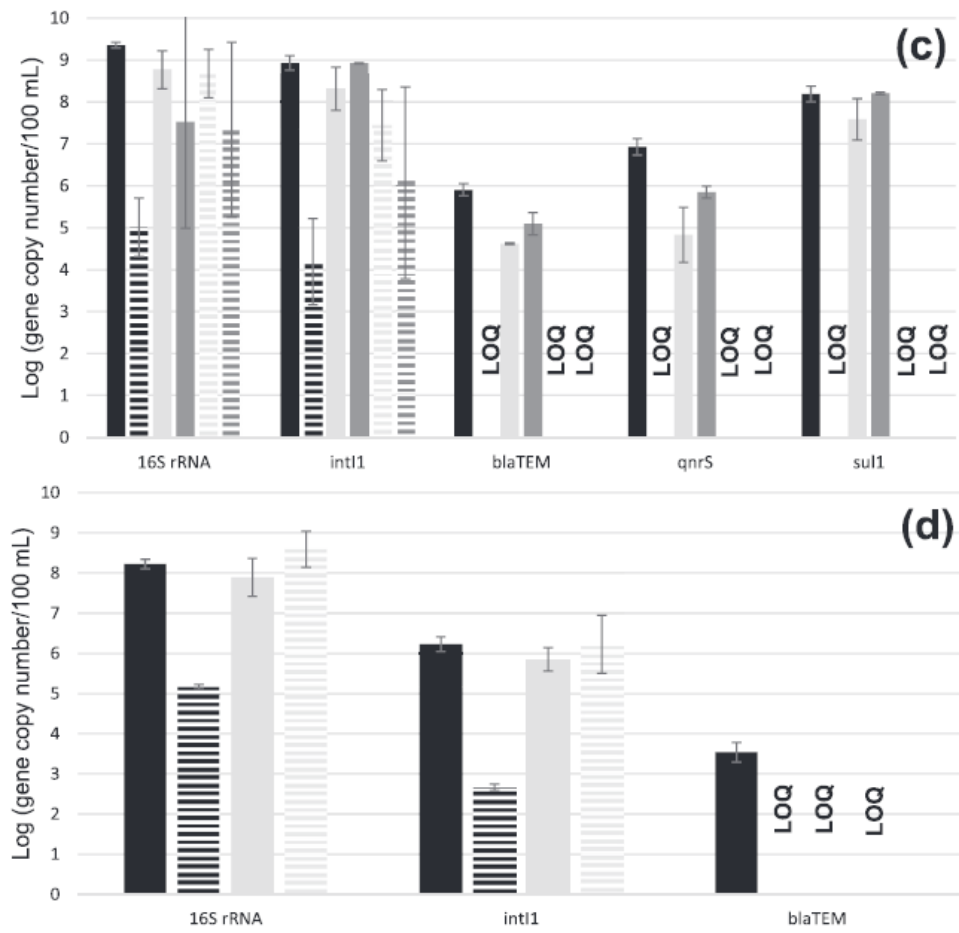 10
(c)
9
8
7
6
5
4
3
2
1
0
Log (gene copy number/100 mL)
LOQ LOQ LOQ LOQ LOQ LOQ LOQ LOQ LOQ
16S rRNA intI1 blaTEM qnrS sul1
10
(d)
9
8
7
6
5
4
3
2
1
0
Log (gene copy number/100 mL)
LOQ LOQ LOQ
16S rRNA intI1 blaTEM